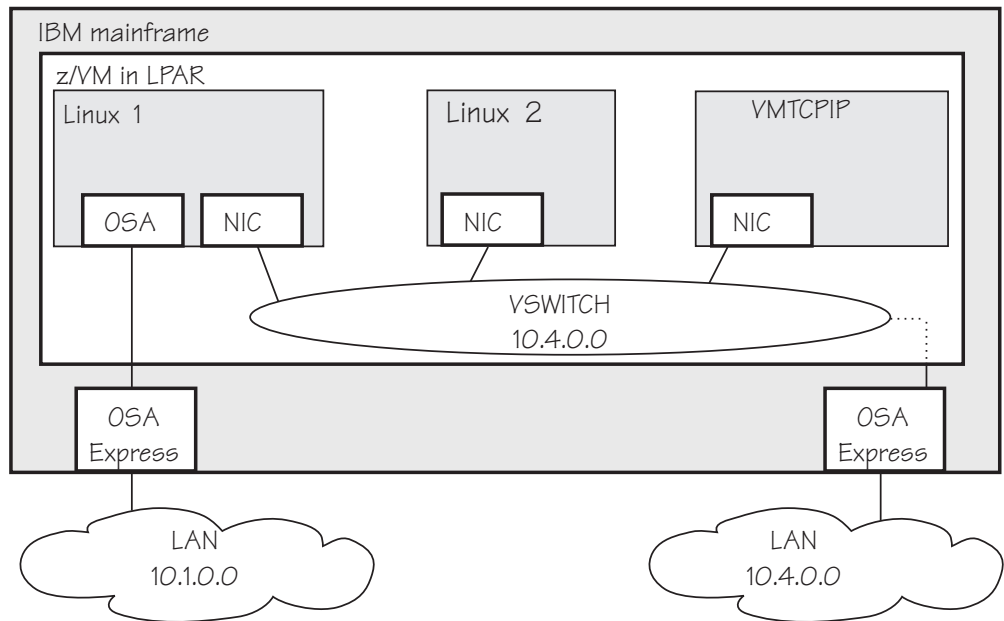 IBM mainframe
z/VM in LPAR
Linux 1
Linux 2
VMTCPIP
OSA
NIC
NIC
NIC
VSWITCH
10.4.0.0
OSA
Express
OSA
Express
LAN
10.1.0.0
LAN
10.4.0.0